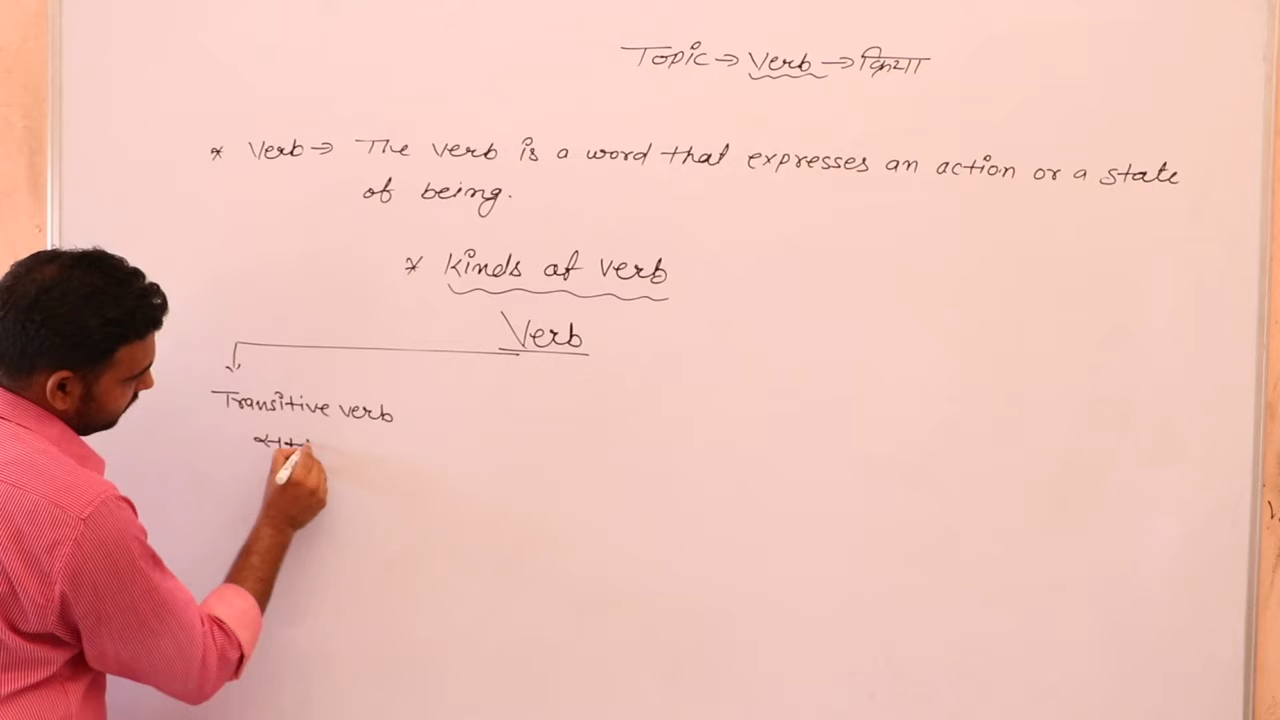 Topic → Verb → क्रिया
* Verb → The verb is a word that expresses an action or a state
of being.
* Kinds of verb
Verb
Transitive verb